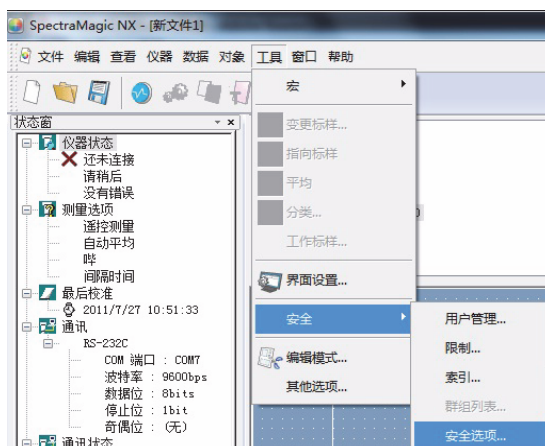 SpectraMagic NX - [新文件1]
文件 编辑 查看 仪器 数据 对象 工具 窗口 帮助
状态窗
仪器状态
还未连接
请稍后
没有错误
测量选项
遥控测量
自动平均
哗
间隔时间
最后校准
2011/7/27 10:51:33
通讯
RS-232C
COM 端口 : COM7
波特率 : 9600bps
数据位 : 8bits
停止位 : 1bit
奇偶位 : (无)
通讯状态
宏
变更标样...
指向标样
平均
分类...
工作标样...
界面设置...
安全
编辑模式...
其他选项...
用户管理...
限制...
索引...
群组列表...
安全选项...